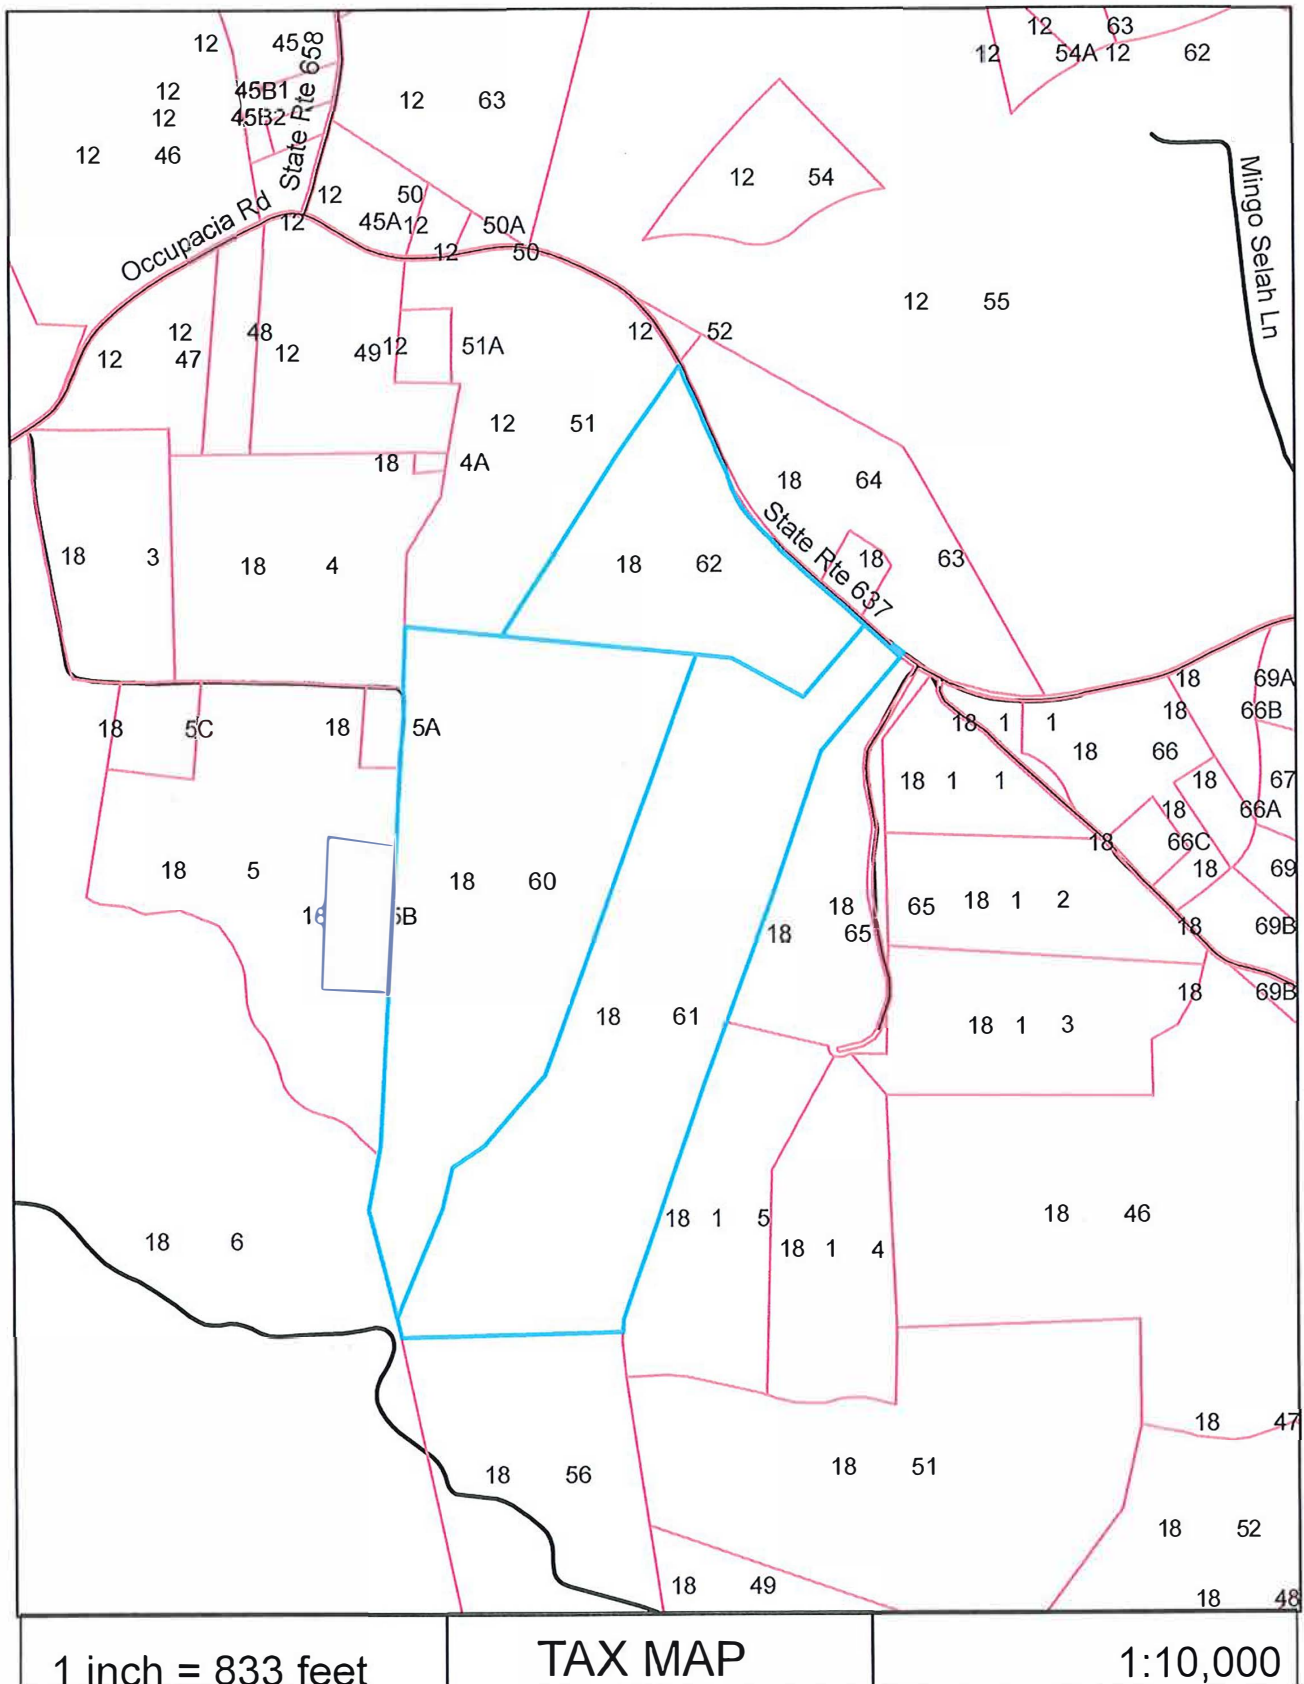 12 45
12 63
12 54A 12 62
12 45B1
12 63
12 45B2
State Rte 658
12 46
12 54
Mingo Selah Ln
12 50
12 45A 12 50A
Occupacia Rd
12 50
12 55
12 48
12 52
12 47
12 49 12 51A
12 51
18 4A
18 64
State Rte 637
18 3
18 4
18 62
18 63
18 69A
18 66B
18 5C
18 5A
18 1 1
18 66
18 1 1
18 67
18 66A
18 66C
18 5
18 60
18 69
18 65
18 1 2
18 65
5B
18 69B
18 61
18 69B
18 1 3
18 6
18 1 5
18 1 4
18 46
18 47
18 56
18 51
18 52
18 49
18 48
1 inch = 833 feet
TAX MAP
1:10,000